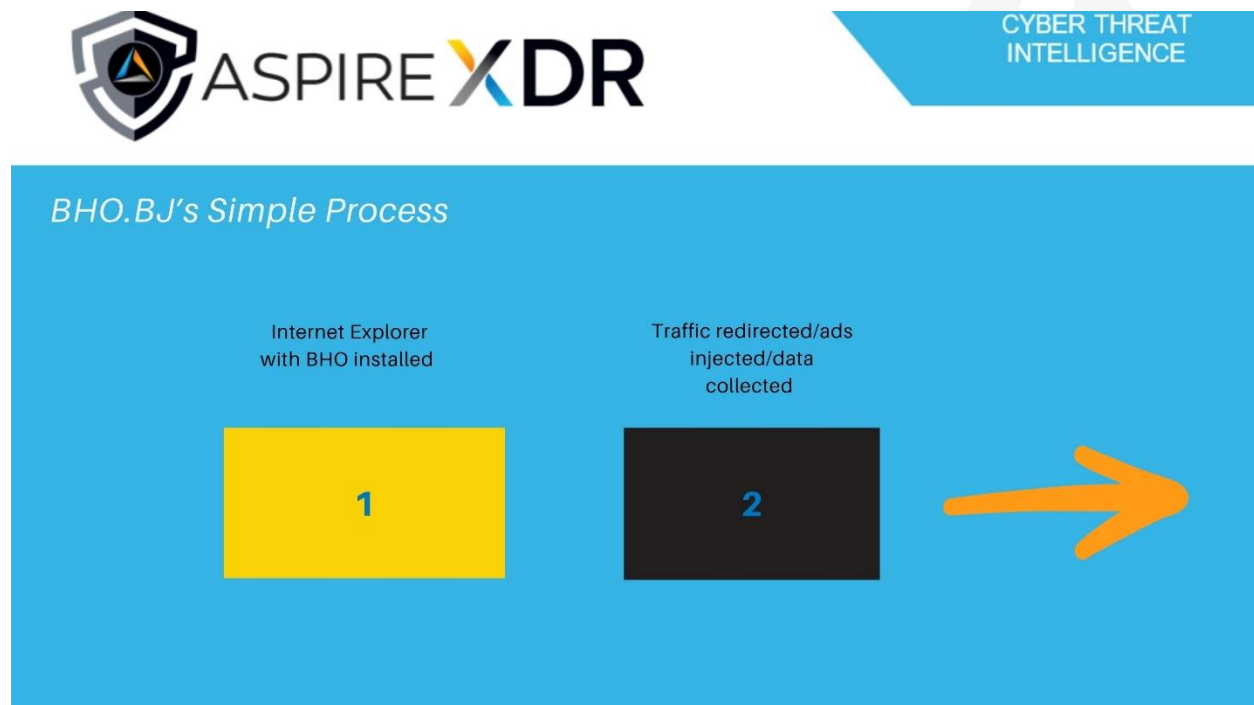 ASPIRE XDR
CYBER THREAT
INTELLIGENCE
BHO.BJ's Simple Process
Internet Explorer
with BHO installed
Traffic redirected/ads
injected/data
collected
1
2